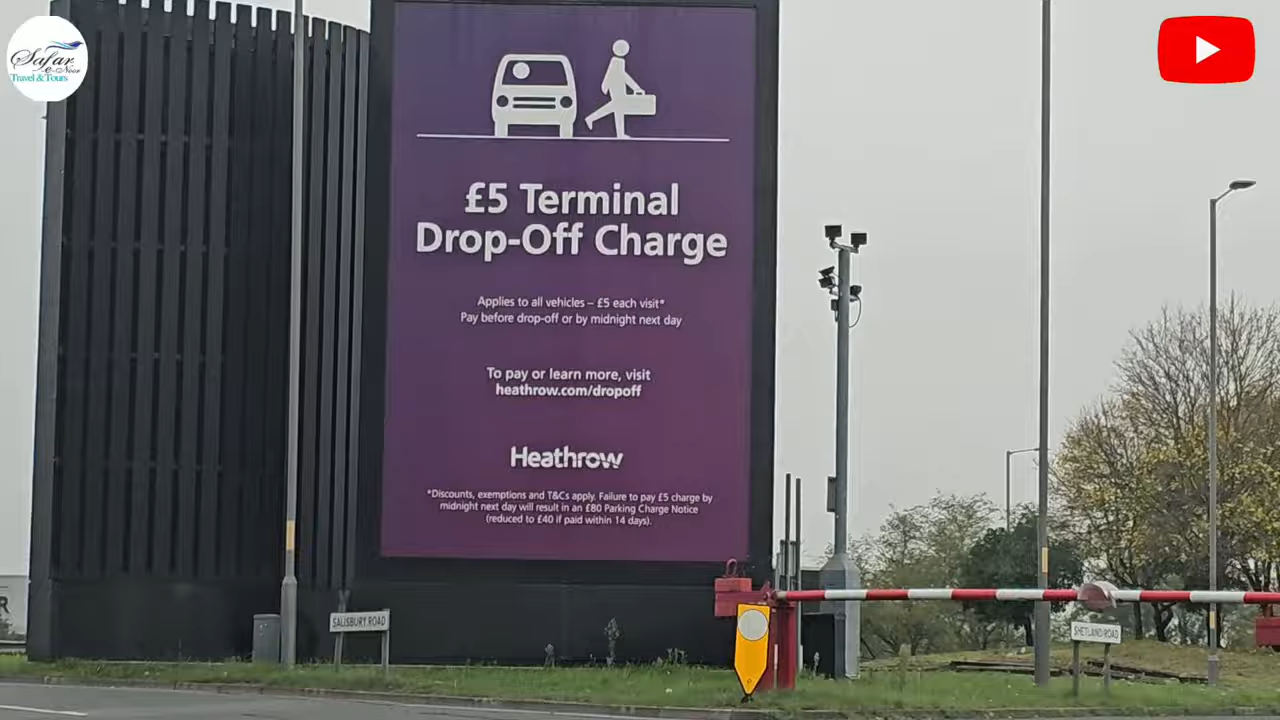 Safar
e-Noor
Travel & Tours
£5 Terminal
Drop-Off Charge
Applies to all vehicles – £5 each visit*
Pay before drop-off or by midnight next day
To pay or learn more, visit
heathrow.com/dropoff
Heathrow
*Discounts, exemptions and T&Cs apply. Failure to pay £5 charge by
midnight next day will result in an £80 Parking Charge Notice
(reduced to £40 if paid within 14 days).
SALISBURY ROAD
SHETLAND ROAD